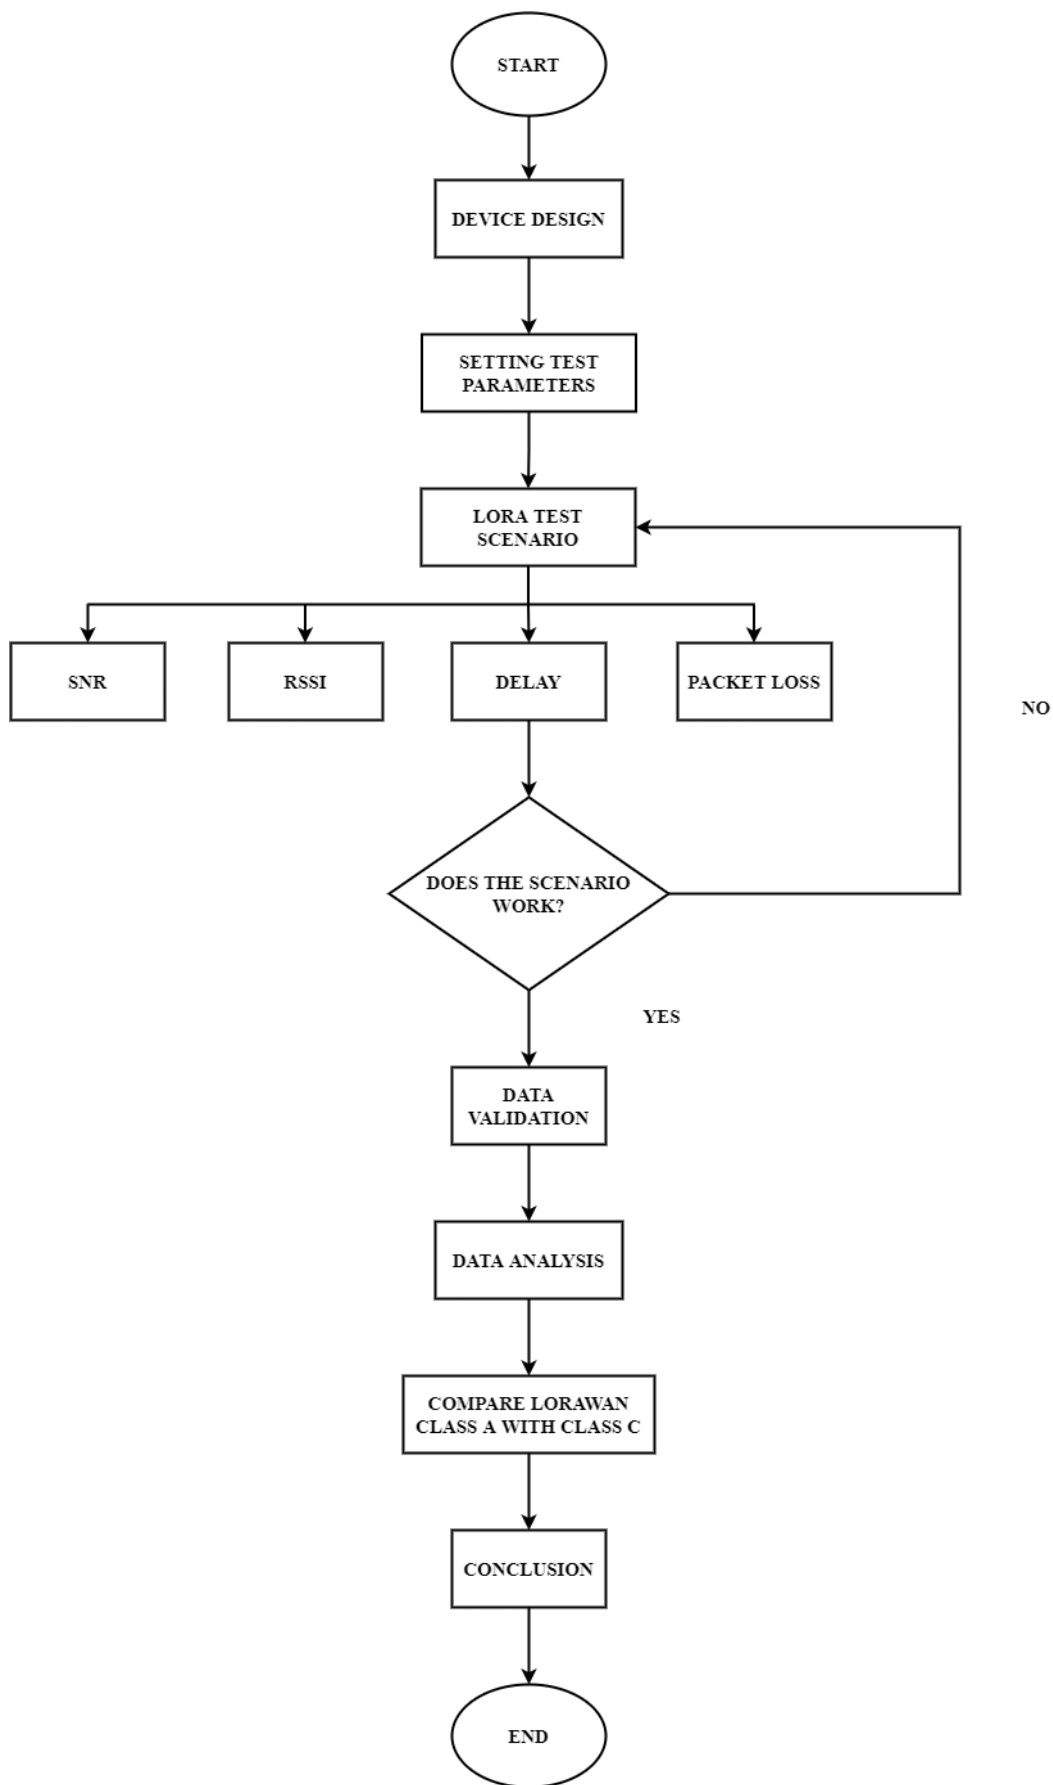 START
DEVICE DESIGN
SETTING TEST
PARAMETERS
LORA TEST
SCENARIO
SNR
RSSI
DELAY
PACKET LOSS
NO
DOES THE SCENARIO
WORK?
YES
DATA
VALIDATION
DATA ANALYSIS
COMPARE LORAWAN
CLASS A WITH CLASS C
CONCLUSION
END